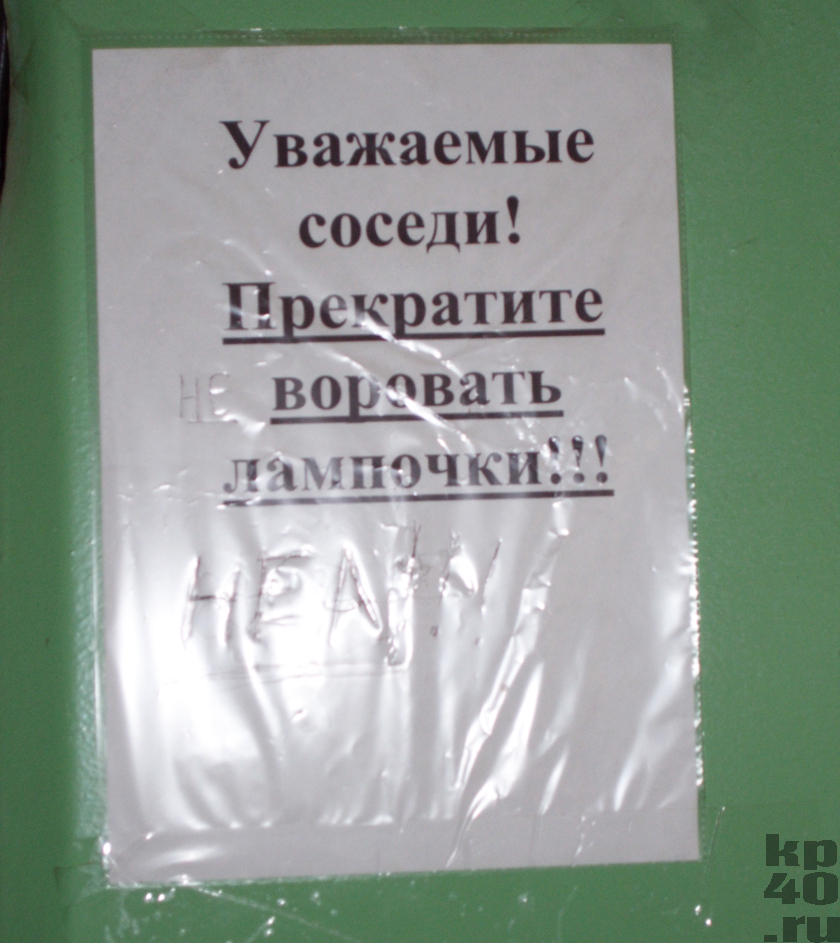 Уважаемые
соседи!
Прекратите
НЕ воровать
лампочки!!!
kp
40
.ru